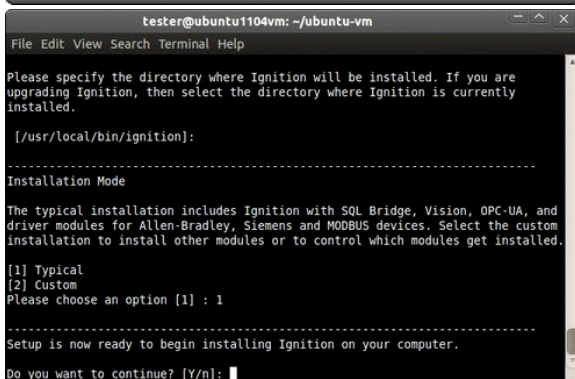 tester@ubuntu1104vm: ~/ubuntu-vm
File Edit View Search Terminal Help
Please specify the directory where Ignition will be installed. If you are
upgrading Ignition, then select the directory where Ignition is currently
installed.
[/usr/local/bin/ignition]:
----------------------------------------------------------------------
Installation Mode
The typical installation includes Ignition with SQL Bridge, Vision, OPC-UA, and
driver modules for Allen-Bradley, Siemens and MODBUS devices. Select the custom
installation to install other modules or to control which modules get installed.
[1] Typical
[2] Custom
Please choose an option [1] : 1
----------------------------------------------------------------------
Setup is now ready to begin installing Ignition on your computer.
Do you want to continue? [Y/n]: